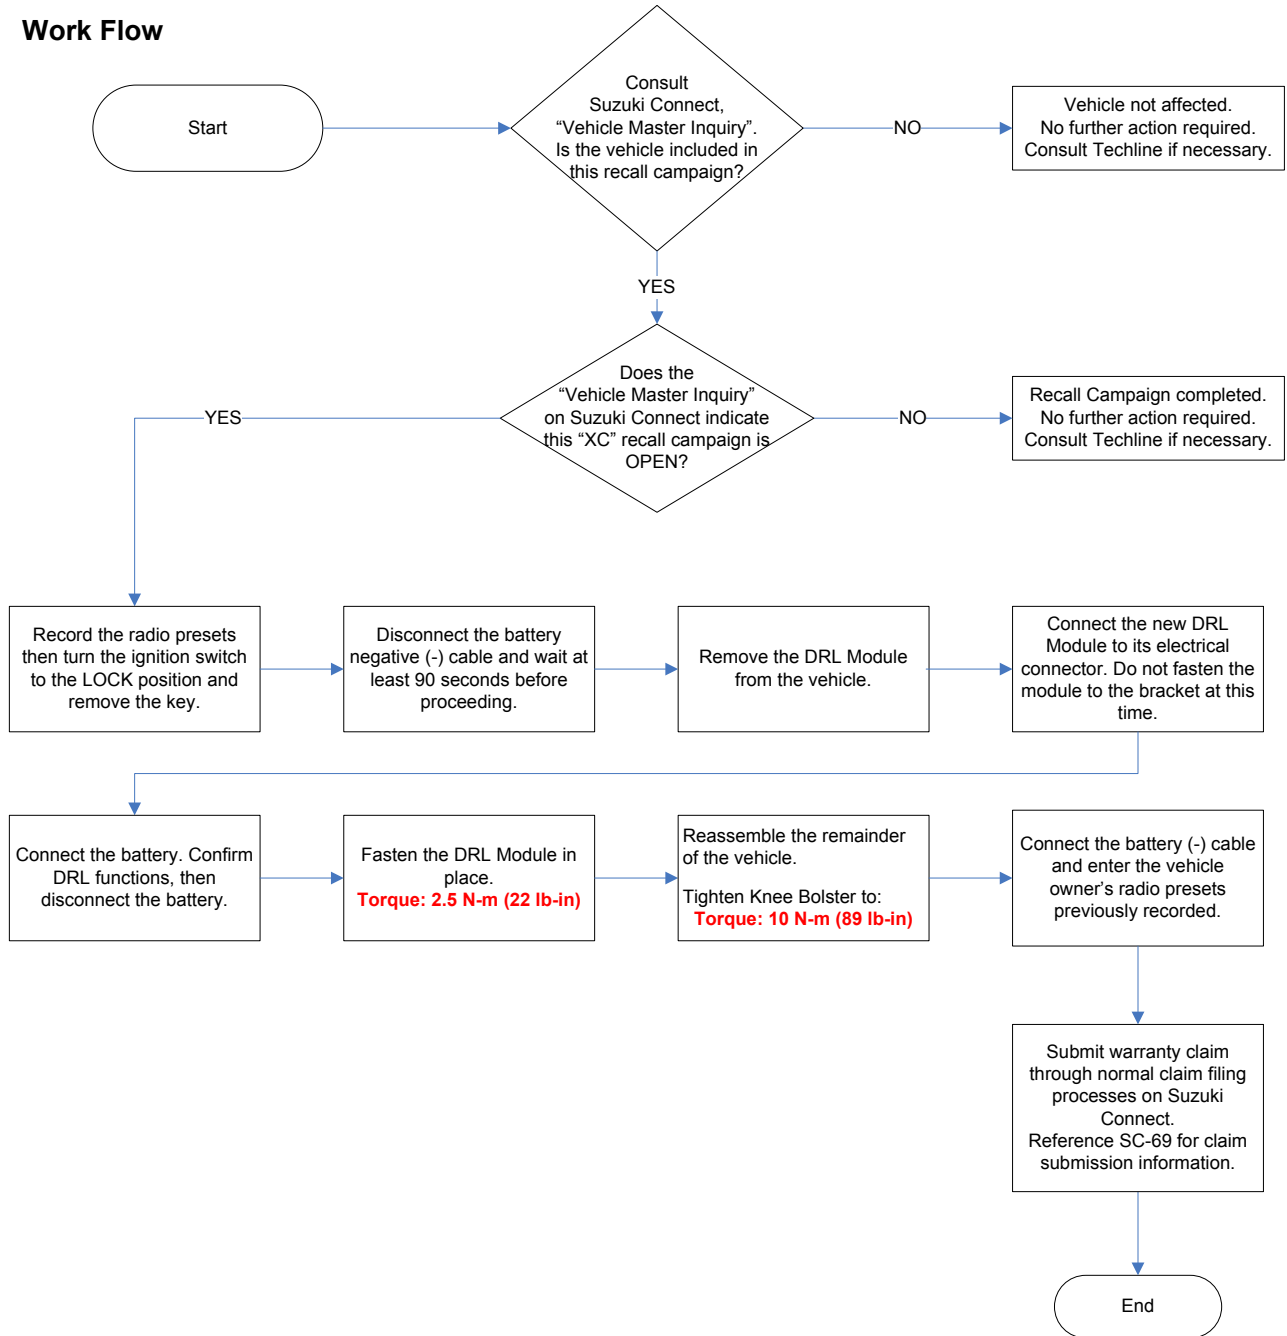 Work Flow
Start
Consult
Suzuki Connect,
“Vehicle Master Inquiry”.
Is the vehicle included in
this recall campaign?
NO
Vehicle not affected.
No further action required.
Consult Techline if necessary.
YES
Does the
“Vehicle Master Inquiry”
on Suzuki Connect indicate
this “XC” recall campaign is
OPEN?
YES
NO
Recall Campaign completed.
No further action required.
Consult Techline if necessary.
Record the radio presets
then turn the ignition switch
to the LOCK position and
remove the key.
Disconnect the battery
negative (-) cable and wait at
least 90 seconds before
proceeding.
Remove the DRL Module
from the vehicle.
Connect the new DRL
Module to its electrical
connector. Do not fasten the
module to the bracket at this
time.
Connect the battery. Confirm
DRL functions, then
disconnect the battery.
Fasten the DRL Module in
place.
Torque: 2.5 N-m (22 lb-in)
Reassemble the remainder
of the vehicle.
Tighten Knee Bolster to:
Torque: 10 N-m (89 lb-in)
Connect the battery (-) cable
and enter the vehicle
owner’s radio presets
previously recorded.
Submit warranty claim
through normal claim filing
processes on Suzuki
Connect.
Reference SC-69 for claim
submission information.
End